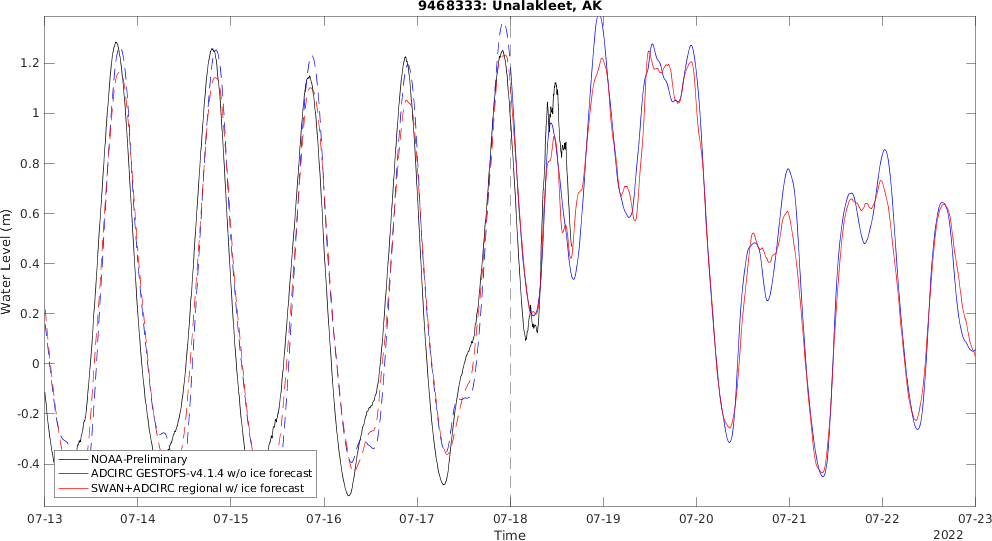 9468333: Unalakleet, AK
Water Level (m)
1.2
1
0.8
0.6
0.4
0.2
0
-0.2
-0.4
NOAA-Preliminary
ADCIRC GESTOFS-v4.1.4 w/o ice forecast
SWAN+ADCIRC regional w/ ice forecast
07-13 07-14 07-15 07-16 07-17 07-18 07-19 07-20 07-21 07-22 07-23
Time
2022